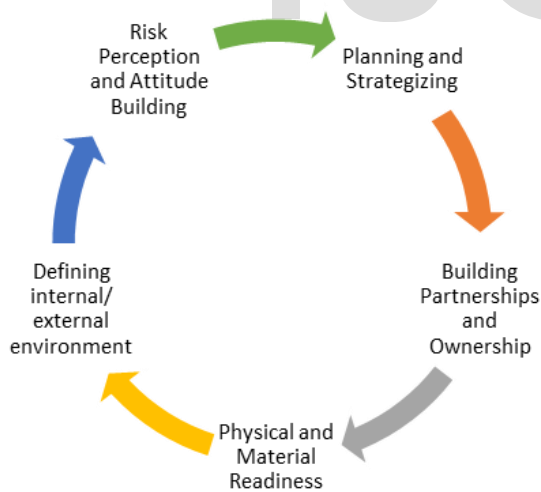 Risk
Perception
and Attitude
Building
Planning and
Strategizing
Building
Partnerships
and
Ownership
Physical and
Material
Readiness
Defining
internal/
external
environment